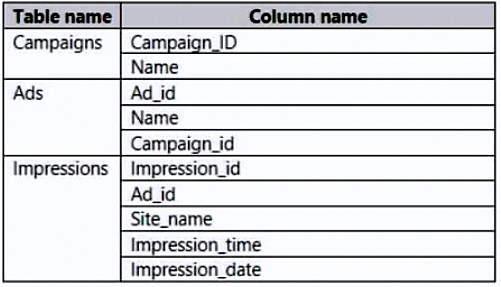 Table name Column name
Campaigns Campaign_ID
Name
Ads Ad_id
Name
Campaign_id
Impressions Impression_id
Ad_id
Site_name
Impression_time
Impression_date